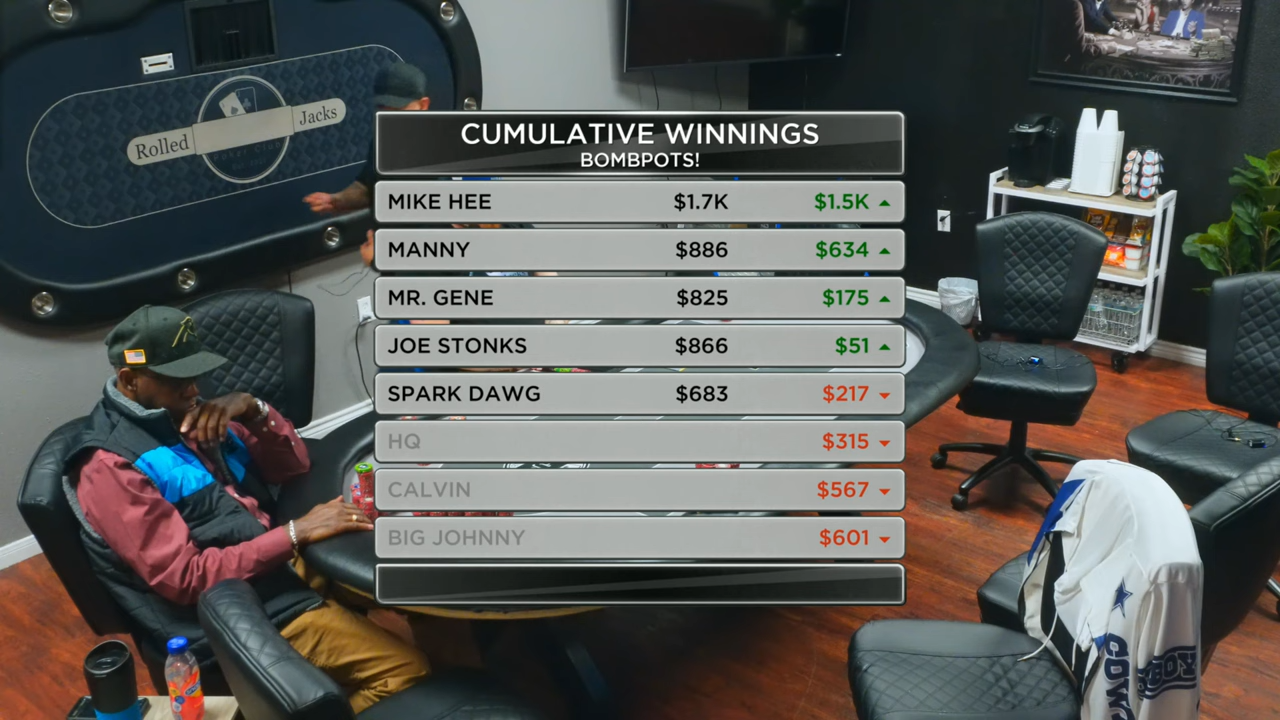 Rolled Jacks
CUMULATIVE WINNINGS
BOMBPOTS!
MIKE HEE $1.7K $1.5K
MANNY $886 $634
MR. GENE $825 $175
JOE STONKS $866 $51
SPARK DAWG $683 $217
HQ $315
CALVIN $567
BIG JOHNNY $601